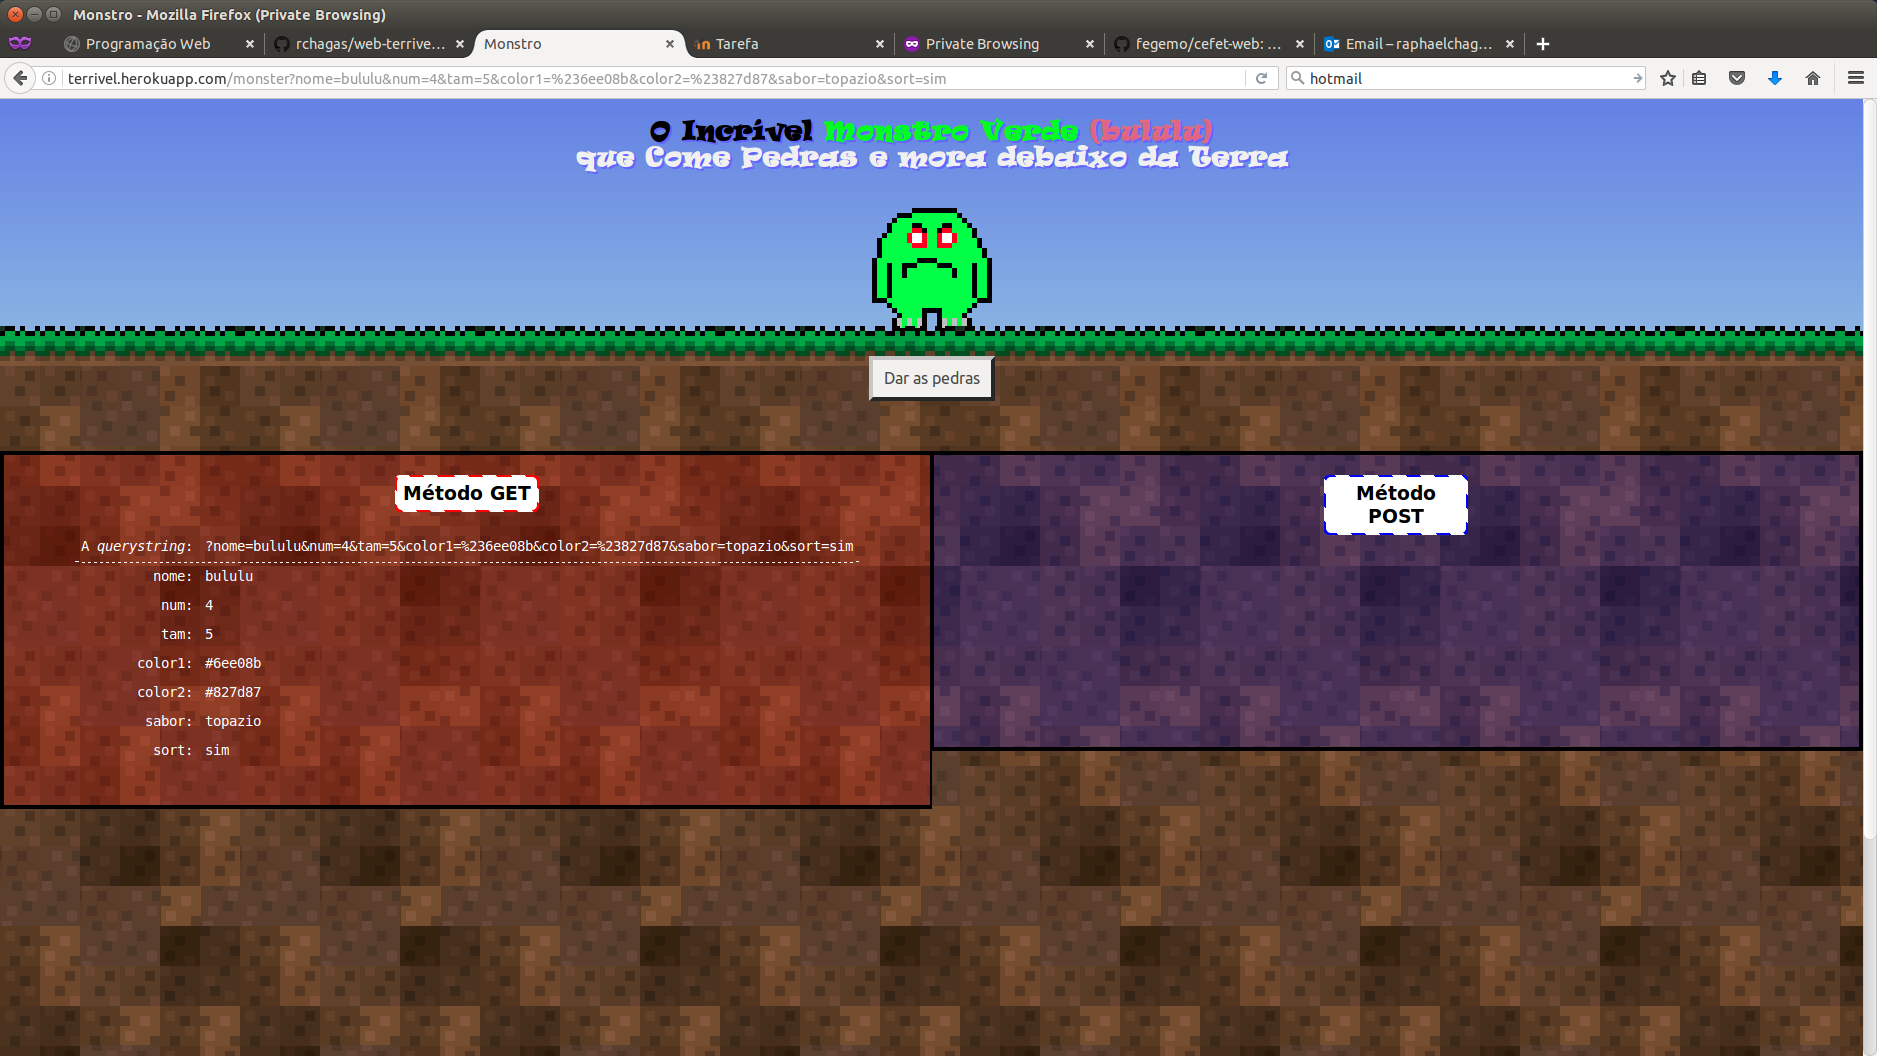 Monstro - Mozilla Firefox (Private Browsing)
Programação Web
rchagas/web-terrive...
Monstro
Tarefa
Private Browsing
fegemo/cefet-web: ...
Email – raphaelchag...
terrivel.herokuapp.com/monster?nome=bululu&num=4&tam=5&color1=%236ee08b&color2=%23827d87&sabor=topazio&sort=sim
hotmail
O Incrível Monstro Verde (bululu)
que Come Pedras e mora debaixo da Terra
Dar as pedras
Método GET
A querystring: ?nome=bululu&num=4&tam=5&color1=%236ee08b&color2=%23827d87&sabor=topazio&sort=sim
nome: bululu
num: 4
tam: 5
color1: #6ee08b
color2: #827d87
sabor: topazio
sort: sim
Método
POST